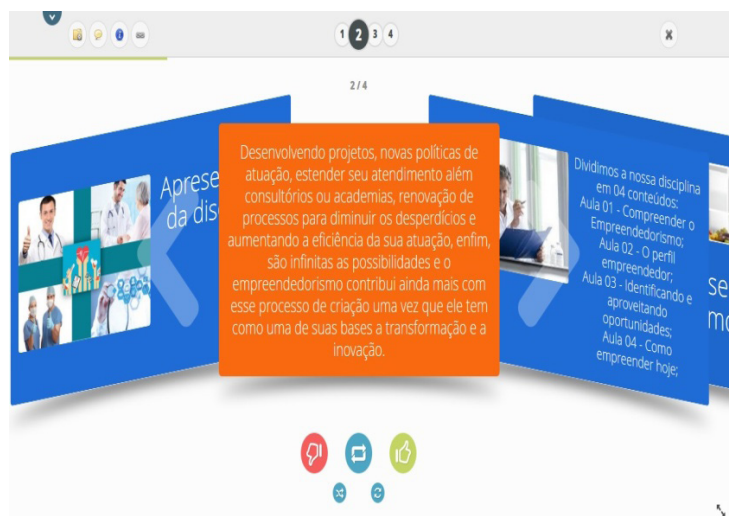 1 2 3 4
2 / 4
Aprese
da dis
Desenvolvendo projetos, novas políticas de
atuação, estender seu atendimento além
consultórios ou academias, renovação de
processos para diminuir os desperdícios e
aumentando a eficiência da sua atuação, enfim,
são infinitas as possibilidades e o
empreendedorismo contribui ainda mais com
esse processo de criação uma vez que ele tem
como uma de suas bases a transformação e a
inovação.
Dividimos a nossa disciplina
em 04 conteúdos:
Aula 01 - Compreender o
Empreendedorismo;
Aula 02 - O perfil
empreendedor;
Aula 03 - Identificando e
aproveitando
oportunidades;
Aula 04 - Como
empreender hoje;
se
mo